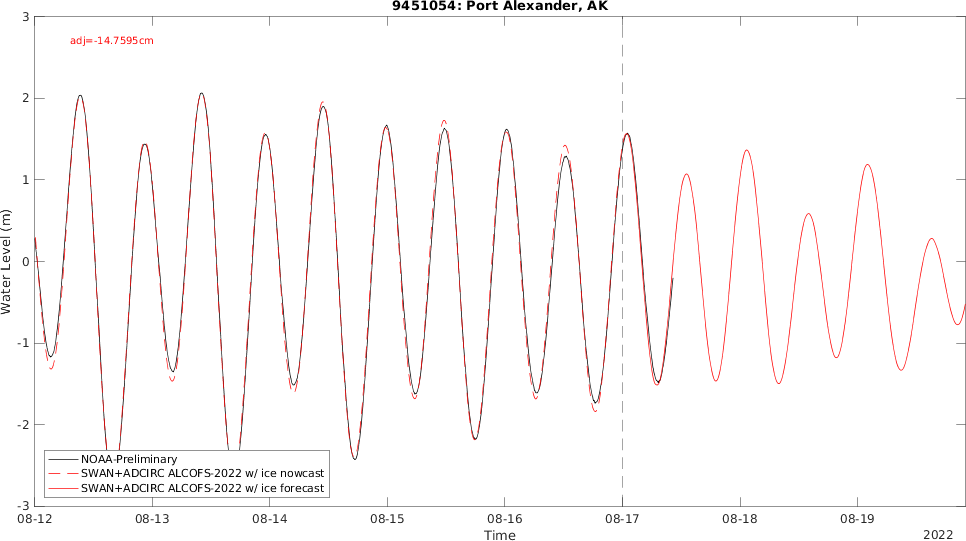 9451054: Port Alexander, AK
adj=-14.7595cm
Water Level (m)
3
2
1
0
-1
-2
-3
NOAA-Preliminary
SWAN+ADCIRC ALCOFS-2022 w/ ice nowcast
SWAN+ADCIRC ALCOFS-2022 w/ ice forecast
08-12 08-13 08-14 08-15 08-16 08-17 08-18 08-19
Time
2022